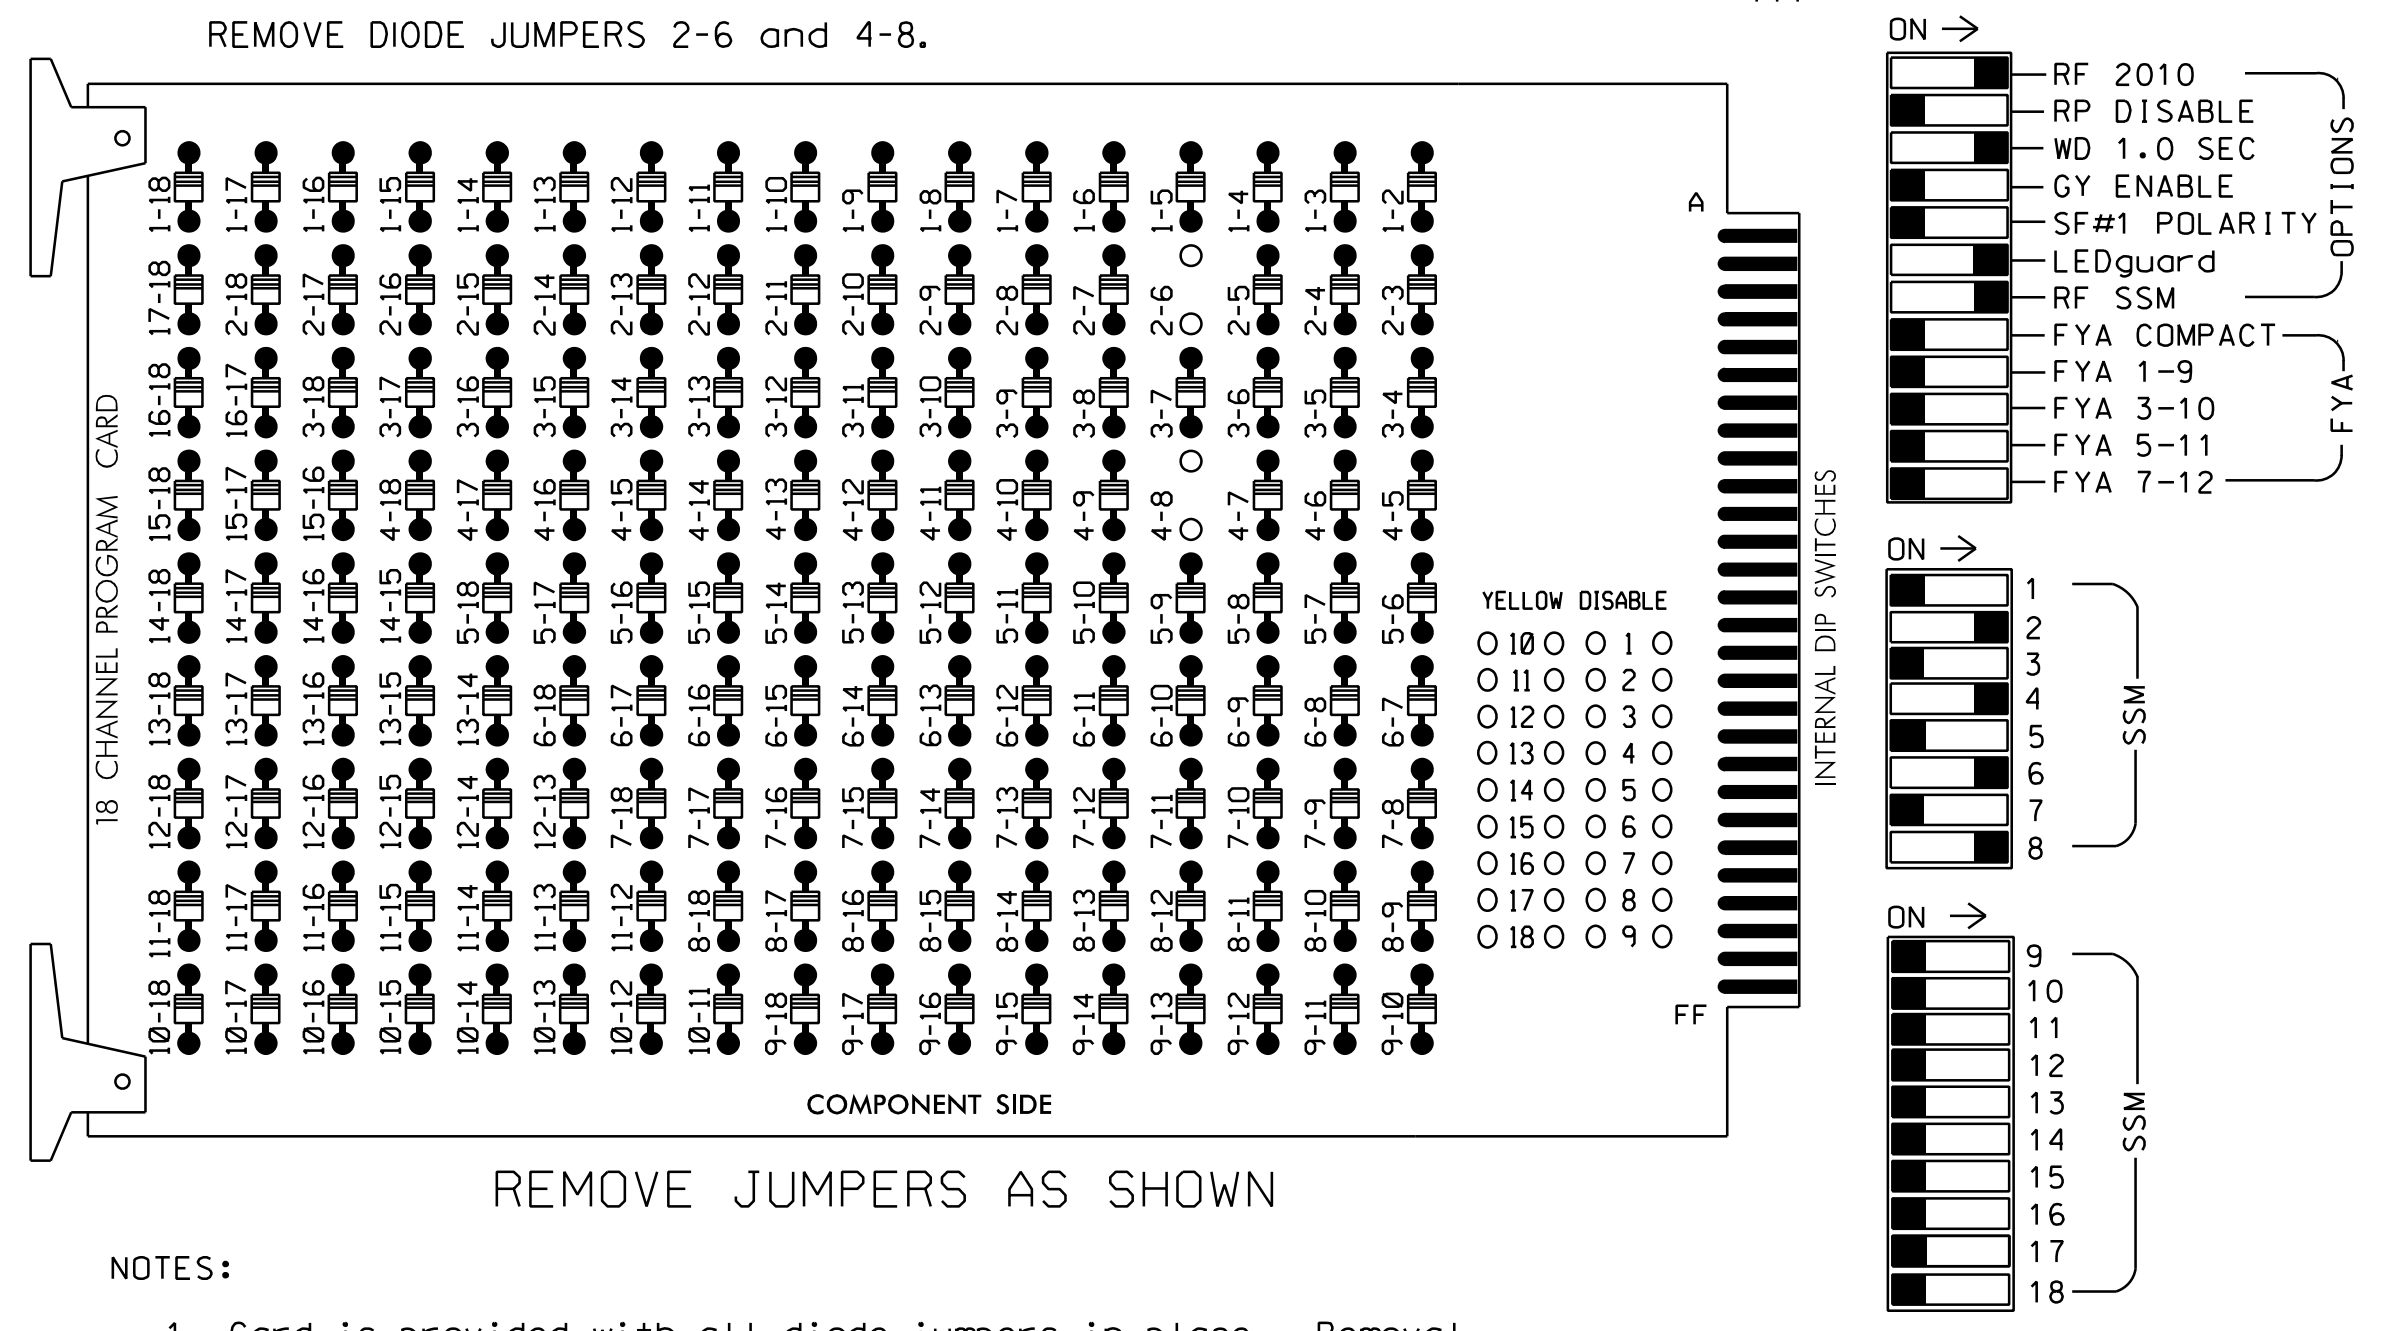 REMOVE DIODE JUMPERS 2-6 and 4-8.
18 CHANNEL PROGRAM CARD
1-18 1-17 1-16 1-15 1-14 1-13 1-12 1-11 1-10 1-9 1-8 1-7 1-6 1-5 1-4 1-3 1-2
17-18 2-18 2-17 2-16 2-15 2-14 2-13 2-12 2-11 2-10 2-9 2-8 2-7 2-6 2-5 2-4 2-3
16-18 16-17 3-18 3-17 3-16 3-15 3-14 3-13 3-12 3-11 3-10 3-9 3-8 3-7 3-6 3-5 3-4
15-18 15-17 15-16 4-18 4-17 4-16 4-15 4-14 4-13 4-12 4-11 4-10 4-9 4-8 4-7 4-6 4-5
14-18 14-17 14-16 14-15 5-18 5-17 5-16 5-15 5-14 5-13 5-12 5-11 5-10 5-9 5-8 5-7 5-6
13-18 13-17 13-16 13-15 13-14 6-18 6-17 6-16 6-15 6-14 6-13 6-12 6-11 6-10 6-9 6-8 6-7
12-18 12-17 12-16 12-15 12-14 12-13 7-18 7-17 7-16 7-15 7-14 7-13 7-12 7-11 7-10 7-9 7-8
11-18 11-17 11-16 11-15 11-14 11-13 11-12 8-18 8-17 8-16 8-15 8-14 8-13 8-12 8-11 8-10 8-9
10-18 10-17 10-16 10-15 10-14 10-13 10-12 10-11 9-18 9-17 9-16 9-15 9-14 9-13 9-12 9-11 9-10
A
YELLOW DISABLE
10 1
11 2
12 3
13 4
14 5
15 6
16 7
17 8
18 9
FF
COMPONENT SIDE
INTERNAL DIP SWITCHES
ON →
RF 2010
RP DISABLE
WD 1.0 SEC
GY ENABLE
SF#1 POLARITY
LEDguard
RF SSM
OPTIONS
FYA COMPACT
FYA 1-9
FYA 3-10
FYA 5-11
FYA 7-12
FYA
ON →
1
2
3
4
5
6
7
8
SSM
ON →
9
10
11
12
13
14
15
16
17
18
SSM
REMOVE JUMPERS AS SHOWN
NOTES:
1. Card is provided with all diode jumpers in place. Removal